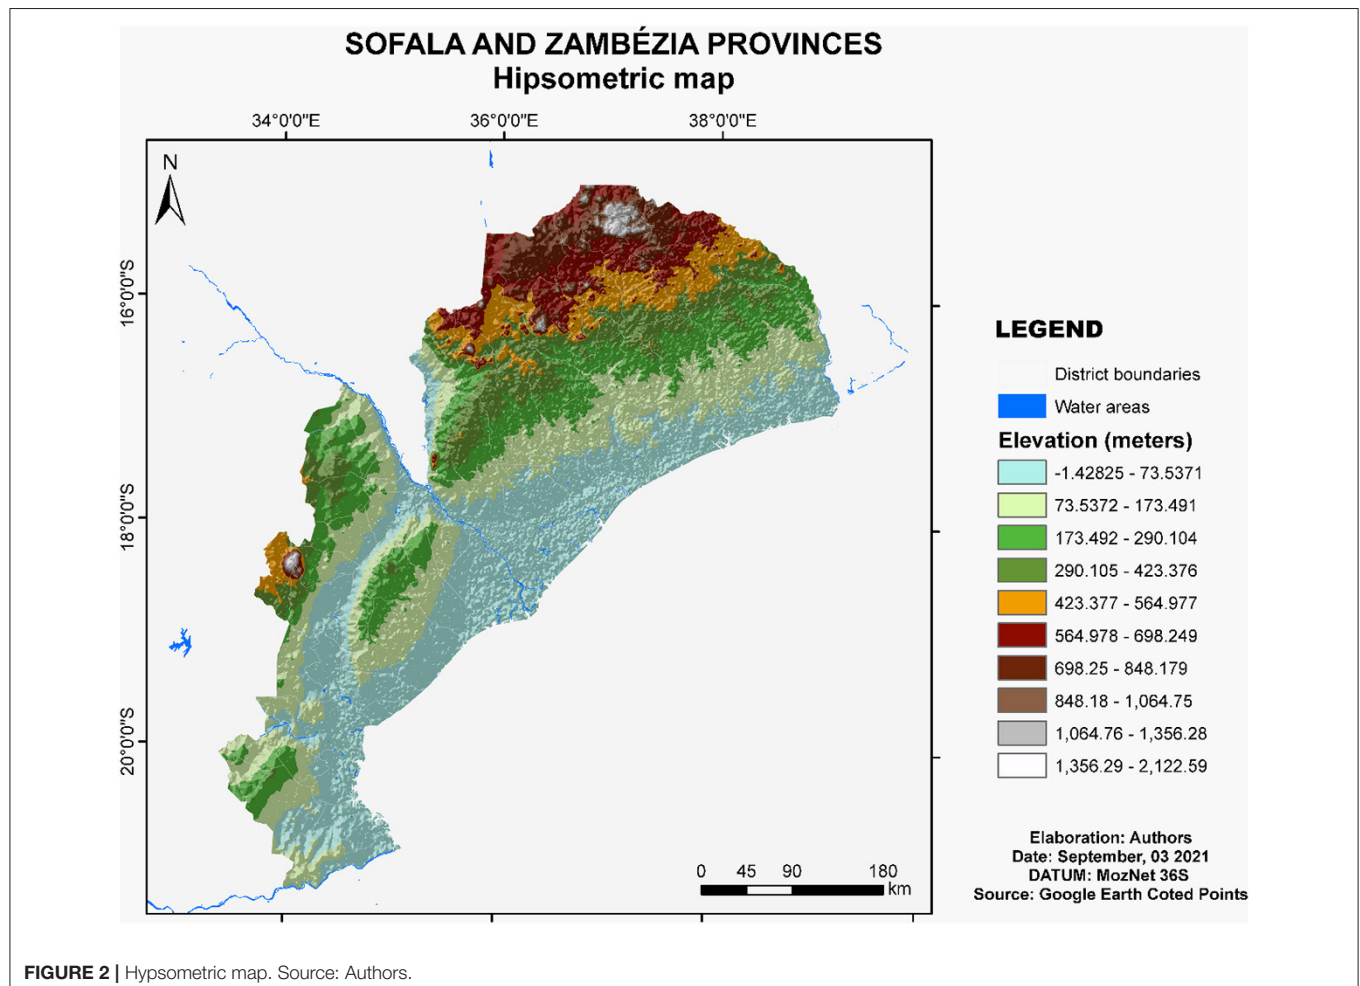 SOFALA AND ZAMBÉZIA PROVINCES
Hipsometric map
34°0'0"E 36°0'0"E 38°0'0"E
N
16°0'0"S
18°0'0"S
20°0'0"S
LEGEND
District boundaries
Water areas
Elevation (meters)
-1.42825 - 73.5371
73.5372 - 173.491
173.492 - 290.104
290.105 - 423.376
423.377 - 564.977
564.978 - 698.249
698.25 - 848.179
848.18 - 1,064.75
1,064.76 - 1,356.28
1,356.29 - 2,122.59
0 45 90 180
km
Elaboration: Authors
Date: September, 03 2021
DATUM: MozNet 36S
Source: Google Earth Coted Points
FIGURE 2 | Hypsometric map. Source: Authors.